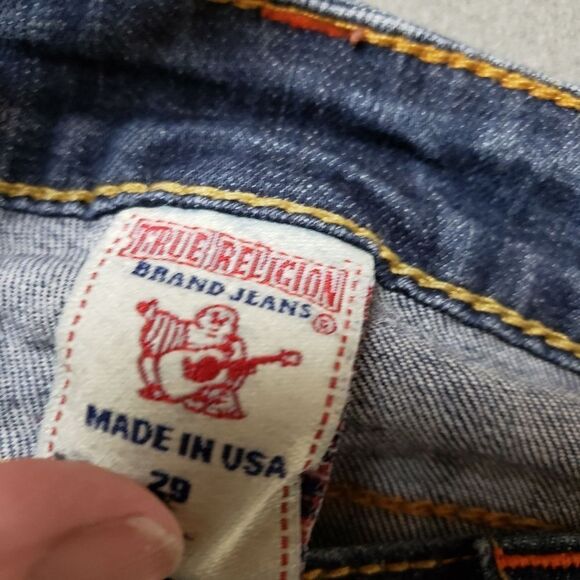 TRUE RELIGION
BRAND JEANS ®
MADE IN USA
29